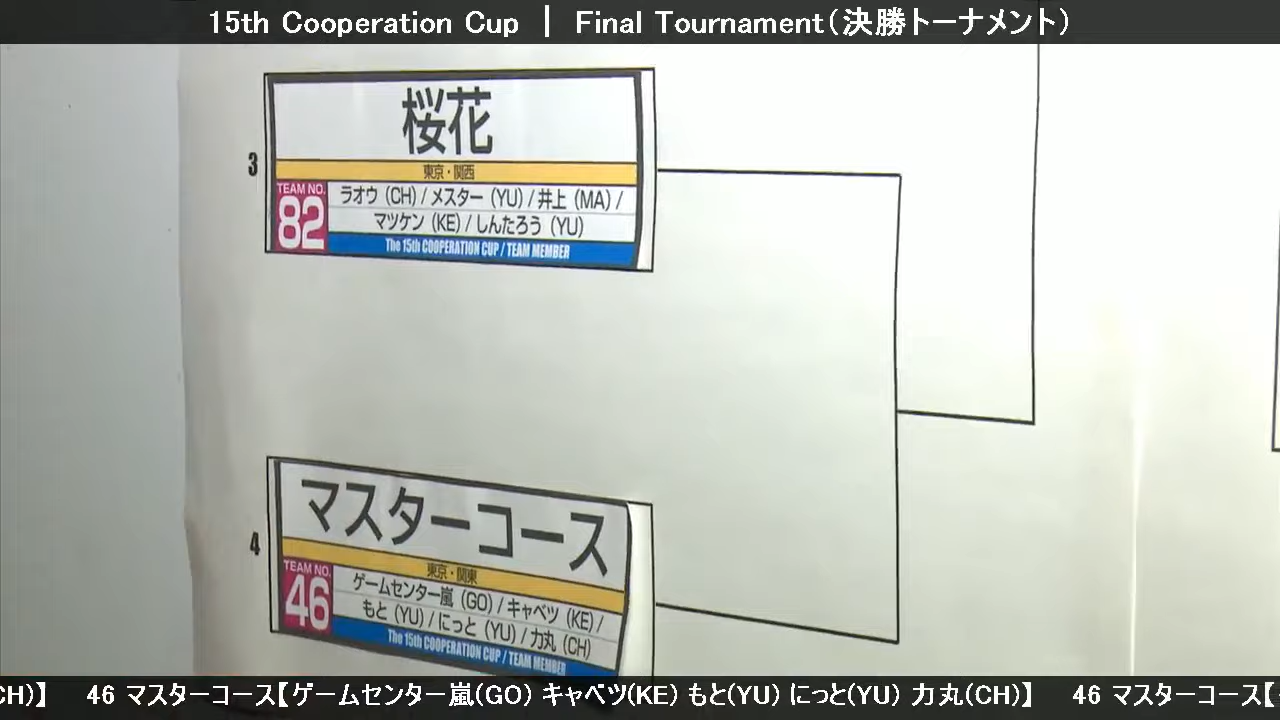 15th Cooperation Cup | Final Tournament(決勝トーナメント)
3
桜花
東京・関西
TEAM NO.
82
ラオウ (CH) / メスター (YU) / 井上 (MA) /
マツケン (KE) / しんたろう (YU)
The 15th COOPERATION CUP / TEAM MEMBER
4
マスターコース
東京・関東
TEAM NO.
46
ゲームセンター嵐 (GO) / キャベツ (KE) /
もと (YU) / にっと (YU) / 力丸 (CH)
The 15th COOPERATION CUP / TEAM MEMBER
CH)】 46 マスターコース【ゲームセンター嵐(GO) キャベツ(KE) もと(YU) にっと(YU) 力丸(CH)】 46 マスターコース【